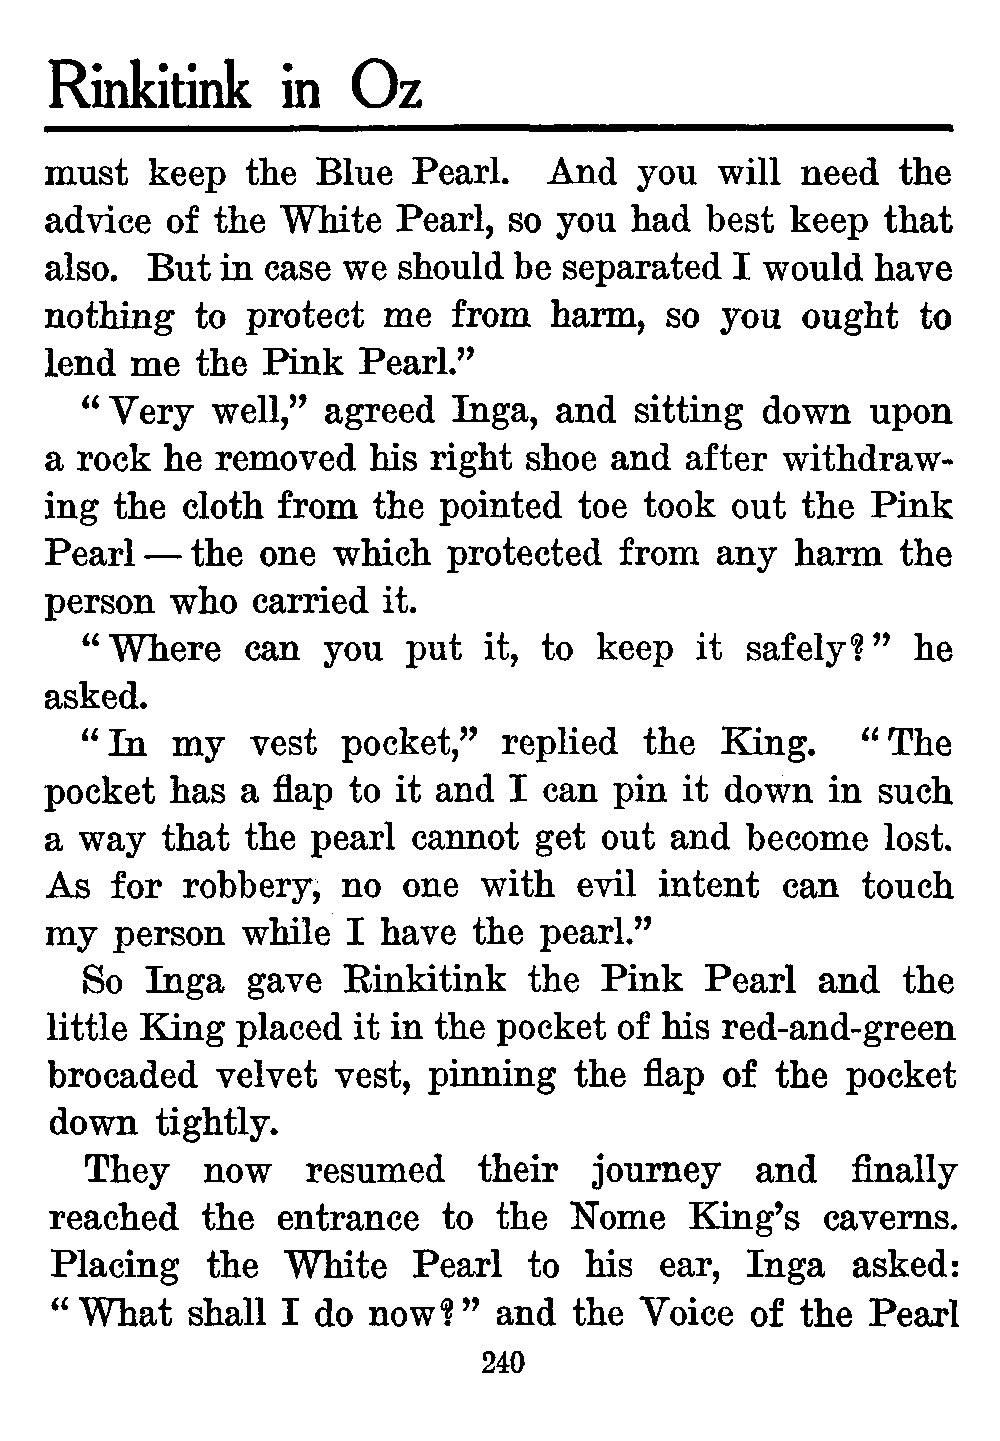 Rinkitink in Oz
must keep the Blue Pearl. And you will need the
advice of the White Pearl, so you had best keep that
also. But in case we should be separated I would have
nothing to protect me from harm, so you ought to
lend me the Pink Pearl.”
“ Very well,” agreed Inga, and sitting down upon
a rock he removed his right shoe and after withdraw-
ing the cloth from the pointed toe took out the Pink
Pearl — the one which protected from any harm the
person who carried it.
“ Where can you put it, to keep it safely? ” he
asked.
“ In my vest pocket,” replied the King. “ The
pocket has a flap to it and I can pin it down in such
a way that the pearl cannot get out and become lost.
As for robbery, no one with evil intent can touch
my person while I have the pearl.”
So Inga gave Rinkitink the Pink Pearl and the
little King placed it in the pocket of his red-and-green
brocaded velvet vest, pinning the flap of the pocket
down tightly.
They now resumed their journey and finally
reached the entrance to the Nome King’s caverns.
Placing the White Pearl to his ear, Inga asked:
“ What shall I do now? ” and the Voice of the Pearl
240